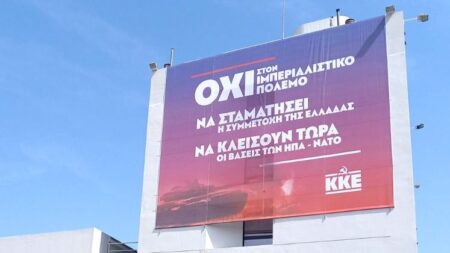 ΟΧΙ ΣΤΟΝ
ΙΜΠΕΡΙΑΛΙΣΤΙΚΟ
ΠΟΛΕΜΟ
ΝΑ ΣΤΑΜΑΤΗΣΕΙ
Η ΣΥΜΜΕΤΟΧΗ ΤΗΣ ΕΛΛΑΔΑΣ
ΝΑ ΚΛΕΙΣΟΥΝ ΤΩΡΑ
ΟΙ ΒΑΣΕΙΣ ΤΩΝ ΗΠΑ - ΝΑΤΟ
ΚΚΕ